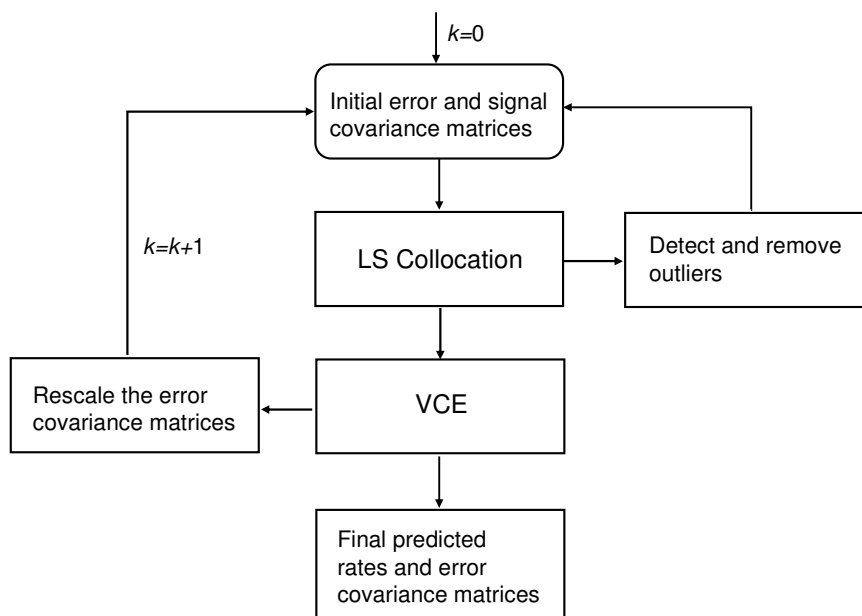 k=0
Initial error and signal
covariance matrices
LS Collocation
Detect and remove
outliers
k=k+1
Rescale the error
covariance matrices
VCE
Final predicted
rates and error
covariance matrices